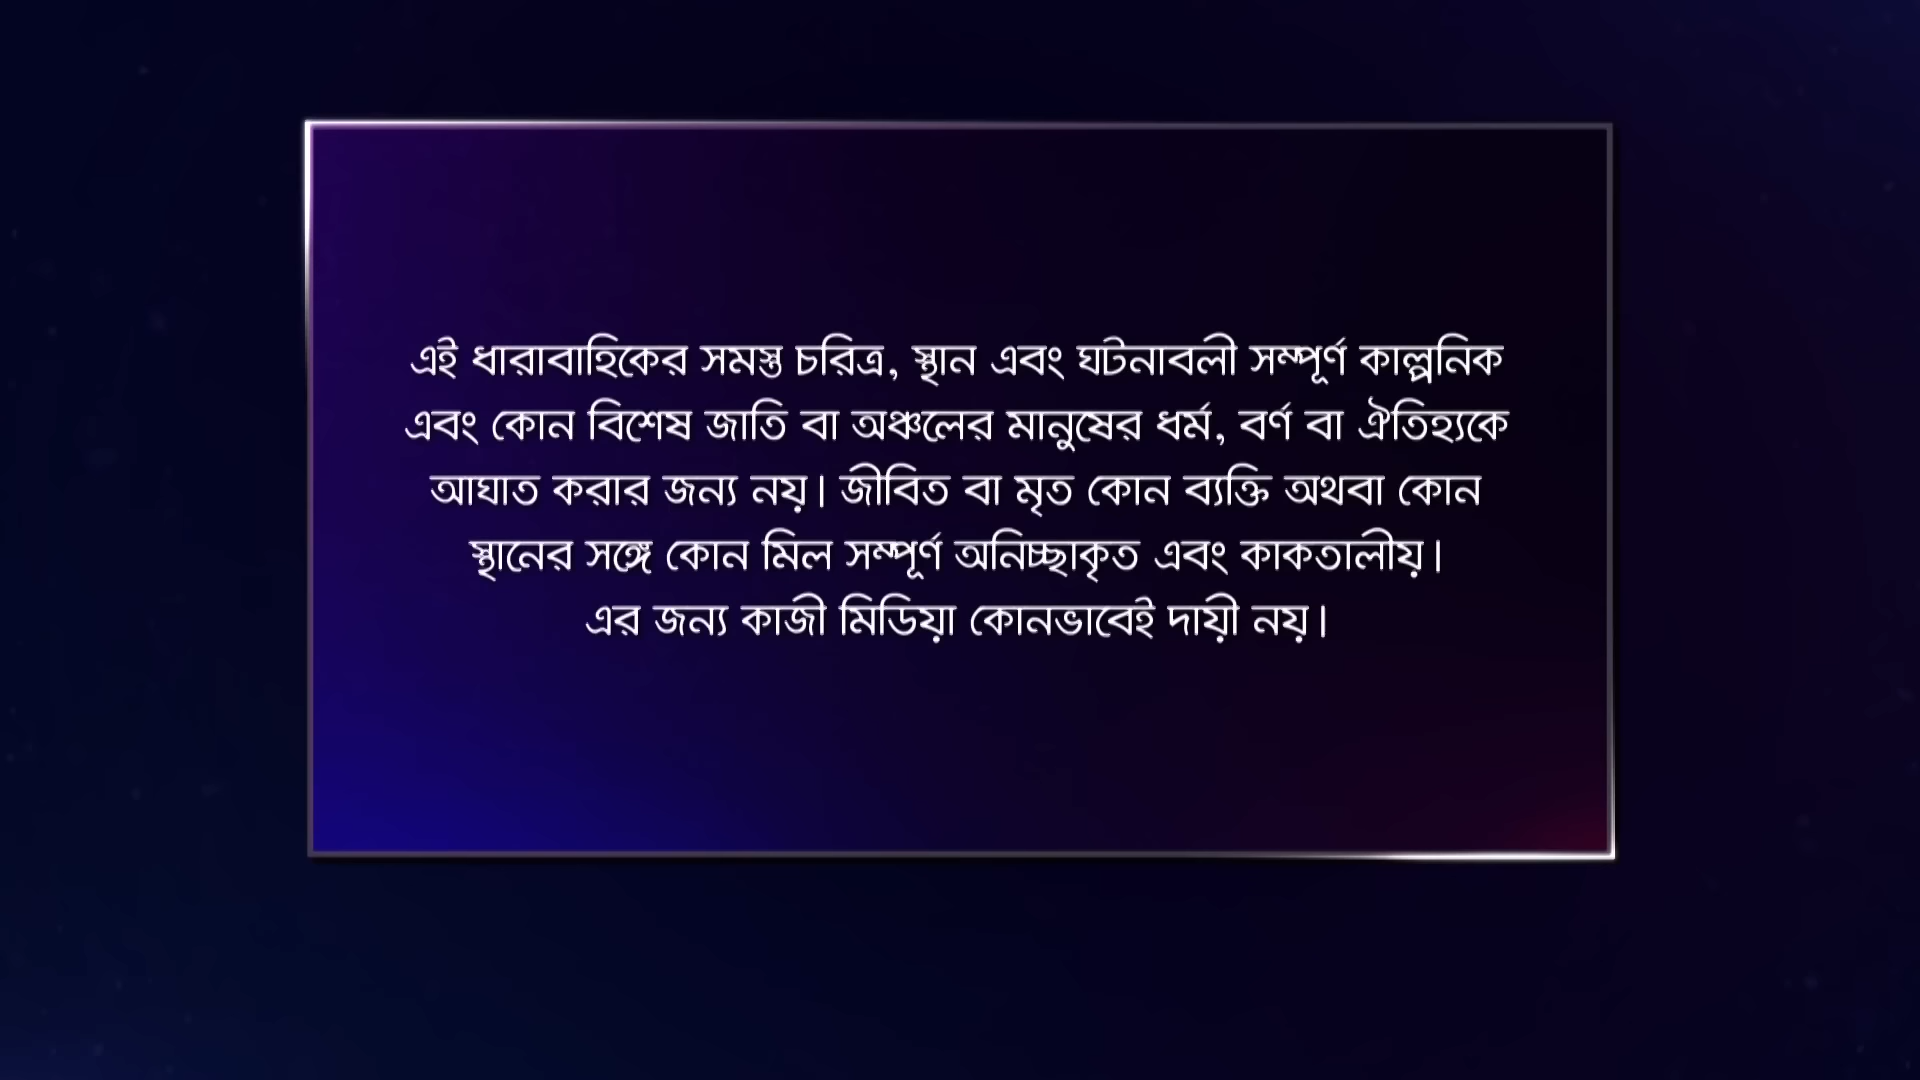 এই ধারাবাহিকের সমস্ত চরিত্র, স্থান এবং ঘটনাবলী সম্পূর্ণ কাল্পনিক
এবং কোন বিশেষ জাতি বা অঞ্চলের মানুষের ধর্ম, বর্ণ বা ঐতিহ্যকে
আঘাত করার জন্য নয়। জীবিত বা মৃত কোন ব্যক্তি অথবা কোন
স্থানের সঙ্গে কোন মিল সম্পূর্ণ অনিচ্ছাকৃত এবং কাকতালীয়।
এর জন্য কাজী মিডিয়া কোনভাবেই দায়ী নয়।